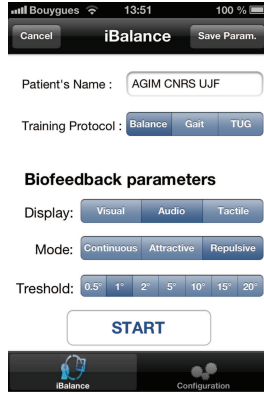 Bouygues 13:51 100 %
Cancel iBalance Save Param.
Patient's Name : AGIM CNRS UJF
Training Protocol : Balance Gait TUG
Biofeedback parameters
Display: Visual Audio Tactile
Mode: Continuous Attractive Repulsive
Treshold: 0.5° 1° 2° 5° 10° 15° 20°
START
iBalance Configuration